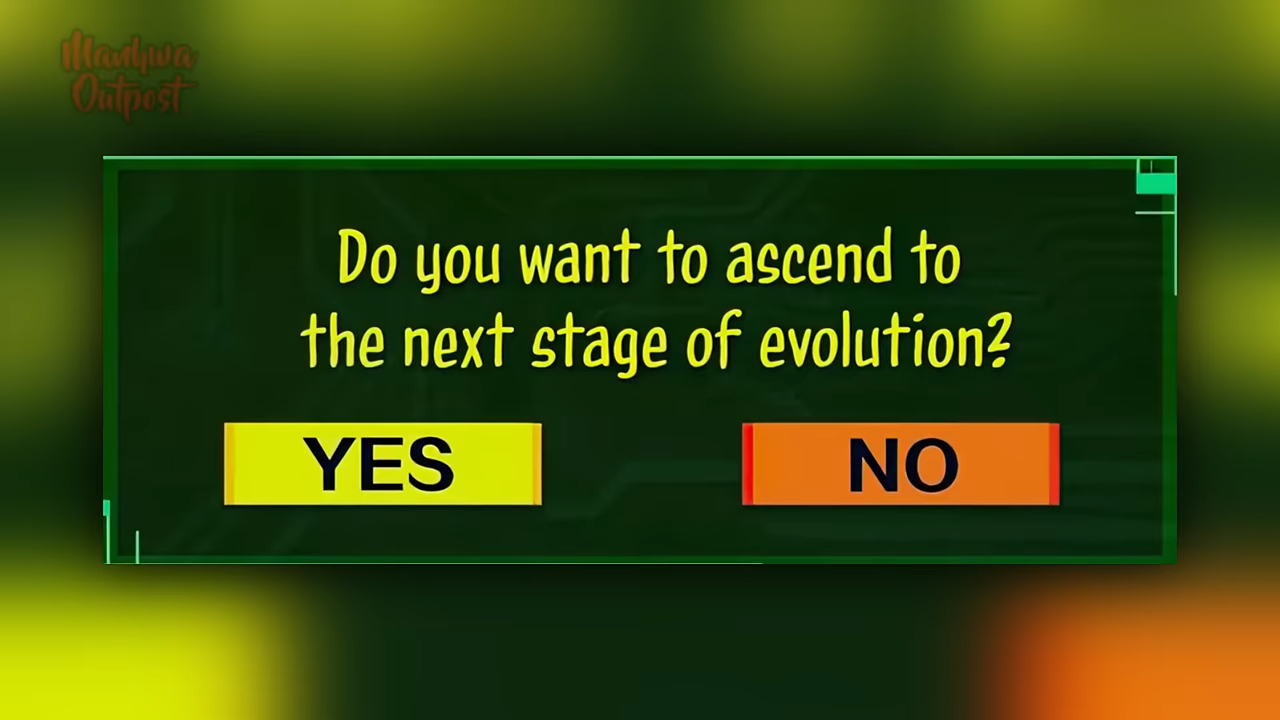 Manhwa
Outpost
Do you want to ascend to
the next stage of evolution?
YES
NO